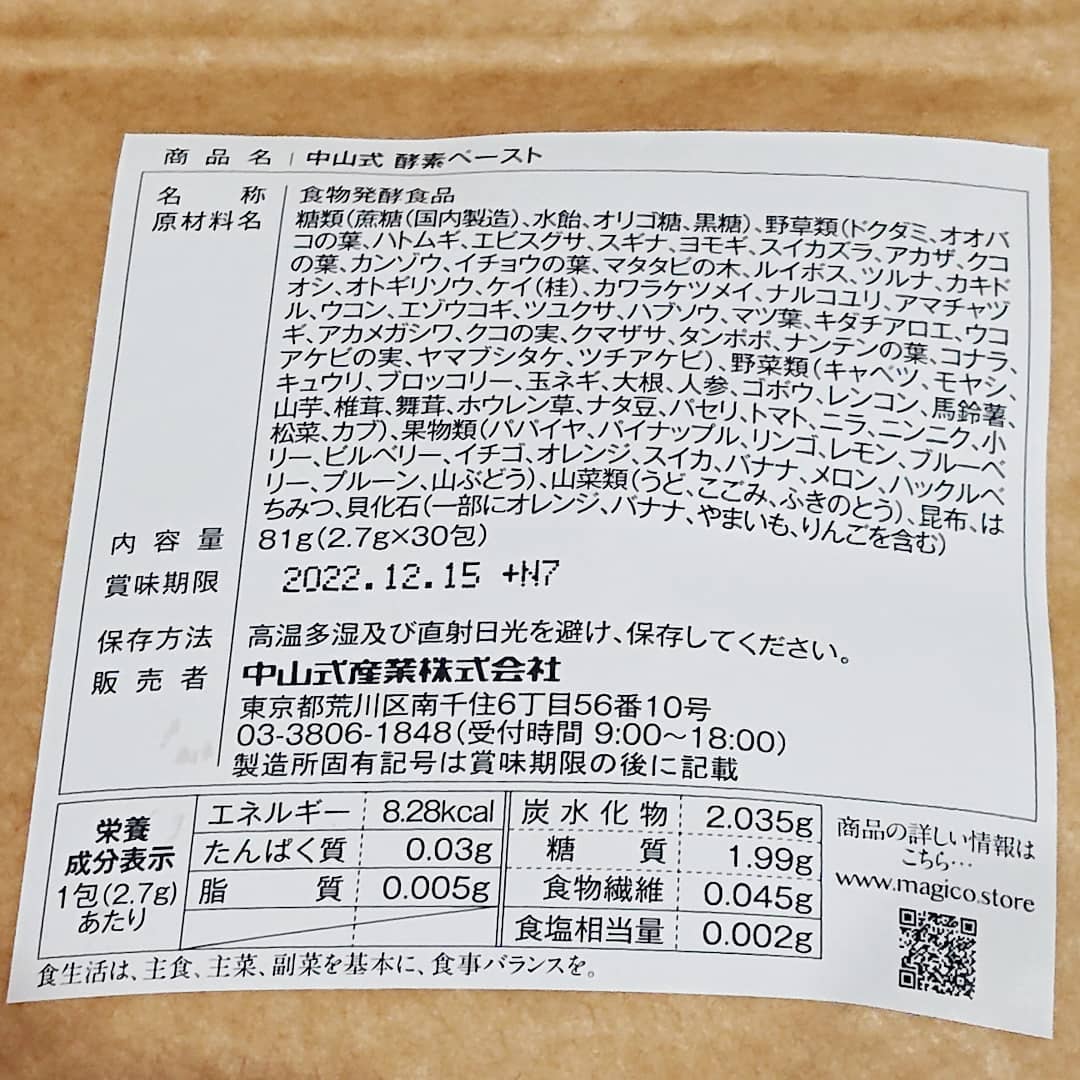 商品名 | 中山式 酵素ペースト
名称 食物発酵食品
原材料名 糖類(蔗糖(国内製造)、水飴、オリゴ糖、黒糖)、野草類(ドクダミ、オオバ
コの葉、ハトムギ、エビスグサ、スギナ、ヨモギ、スイカズラ、アカザ、クコ
の葉、カンゾウ、イチョウの葉、マタタビの木、ルイボス、ツルナ、カキド
オシ、オトギリソウ、ケイ(桂)、カワラケツメイ、ナルコユリ、アマチャヅ
ル、ウコン、エゾウコギ、ツユクサ、ハブソウ、マツ葉、キダチアロエ、ウコ
ギ、アカメガシワ、クコの実、クマザサ、タンポポ、ナンテンの葉、コナラ、
アケビの実、ヤマブシタケ、ツチアケビ)、野菜類(キャベツ、モヤシ、
キュウリ、ブロッコリー、玉ネギ、大根、人参、ゴボウ、レンコン、馬鈴薯、
山芋、椎茸、舞茸、ホウレン草、ナタ豆、パセリ、トマト、ニラ、ニンニク、小
松菜、カブ)、果物類(パパイヤ、パイナップル、リンゴ、レモン、ブルーベ
リー、ビルベリー、イチゴ、オレンジ、スイカ、バナナ、メロン、ハックルベ
リー、プルーン、山ぶどう)、山菜類(うど、こごみ、ふきのとう)、昆布、は
ちみつ、貝化石(一部にオレンジ、バナナ、やまいも、りんごを含む)
内容量 81g(2.7g×30包)
賞味期限 2022.12.15 +N7
保存方法 高温多湿及び直射日光を避け、保存してください。
販売者 中山式産業株式会社
東京都荒川区南千住6丁目56番10号
03-3806-1848(受付時間 9:00〜18:00)
製造所固有記号は賞味期限の後に記載
栄養
成分表示
1包(2.7g)
あたり
エネルギー 8.28kcal
たんぱく質 0.03g
脂質 0.005g
炭水化物 2.035g
糖質 1.99g
食物繊維 0.045g
食塩相当量 0.002g
商品の詳しい情報は
こちら…
www.magico.store
食生活は、主食、主菜、副菜を基本に、食事バランスを。